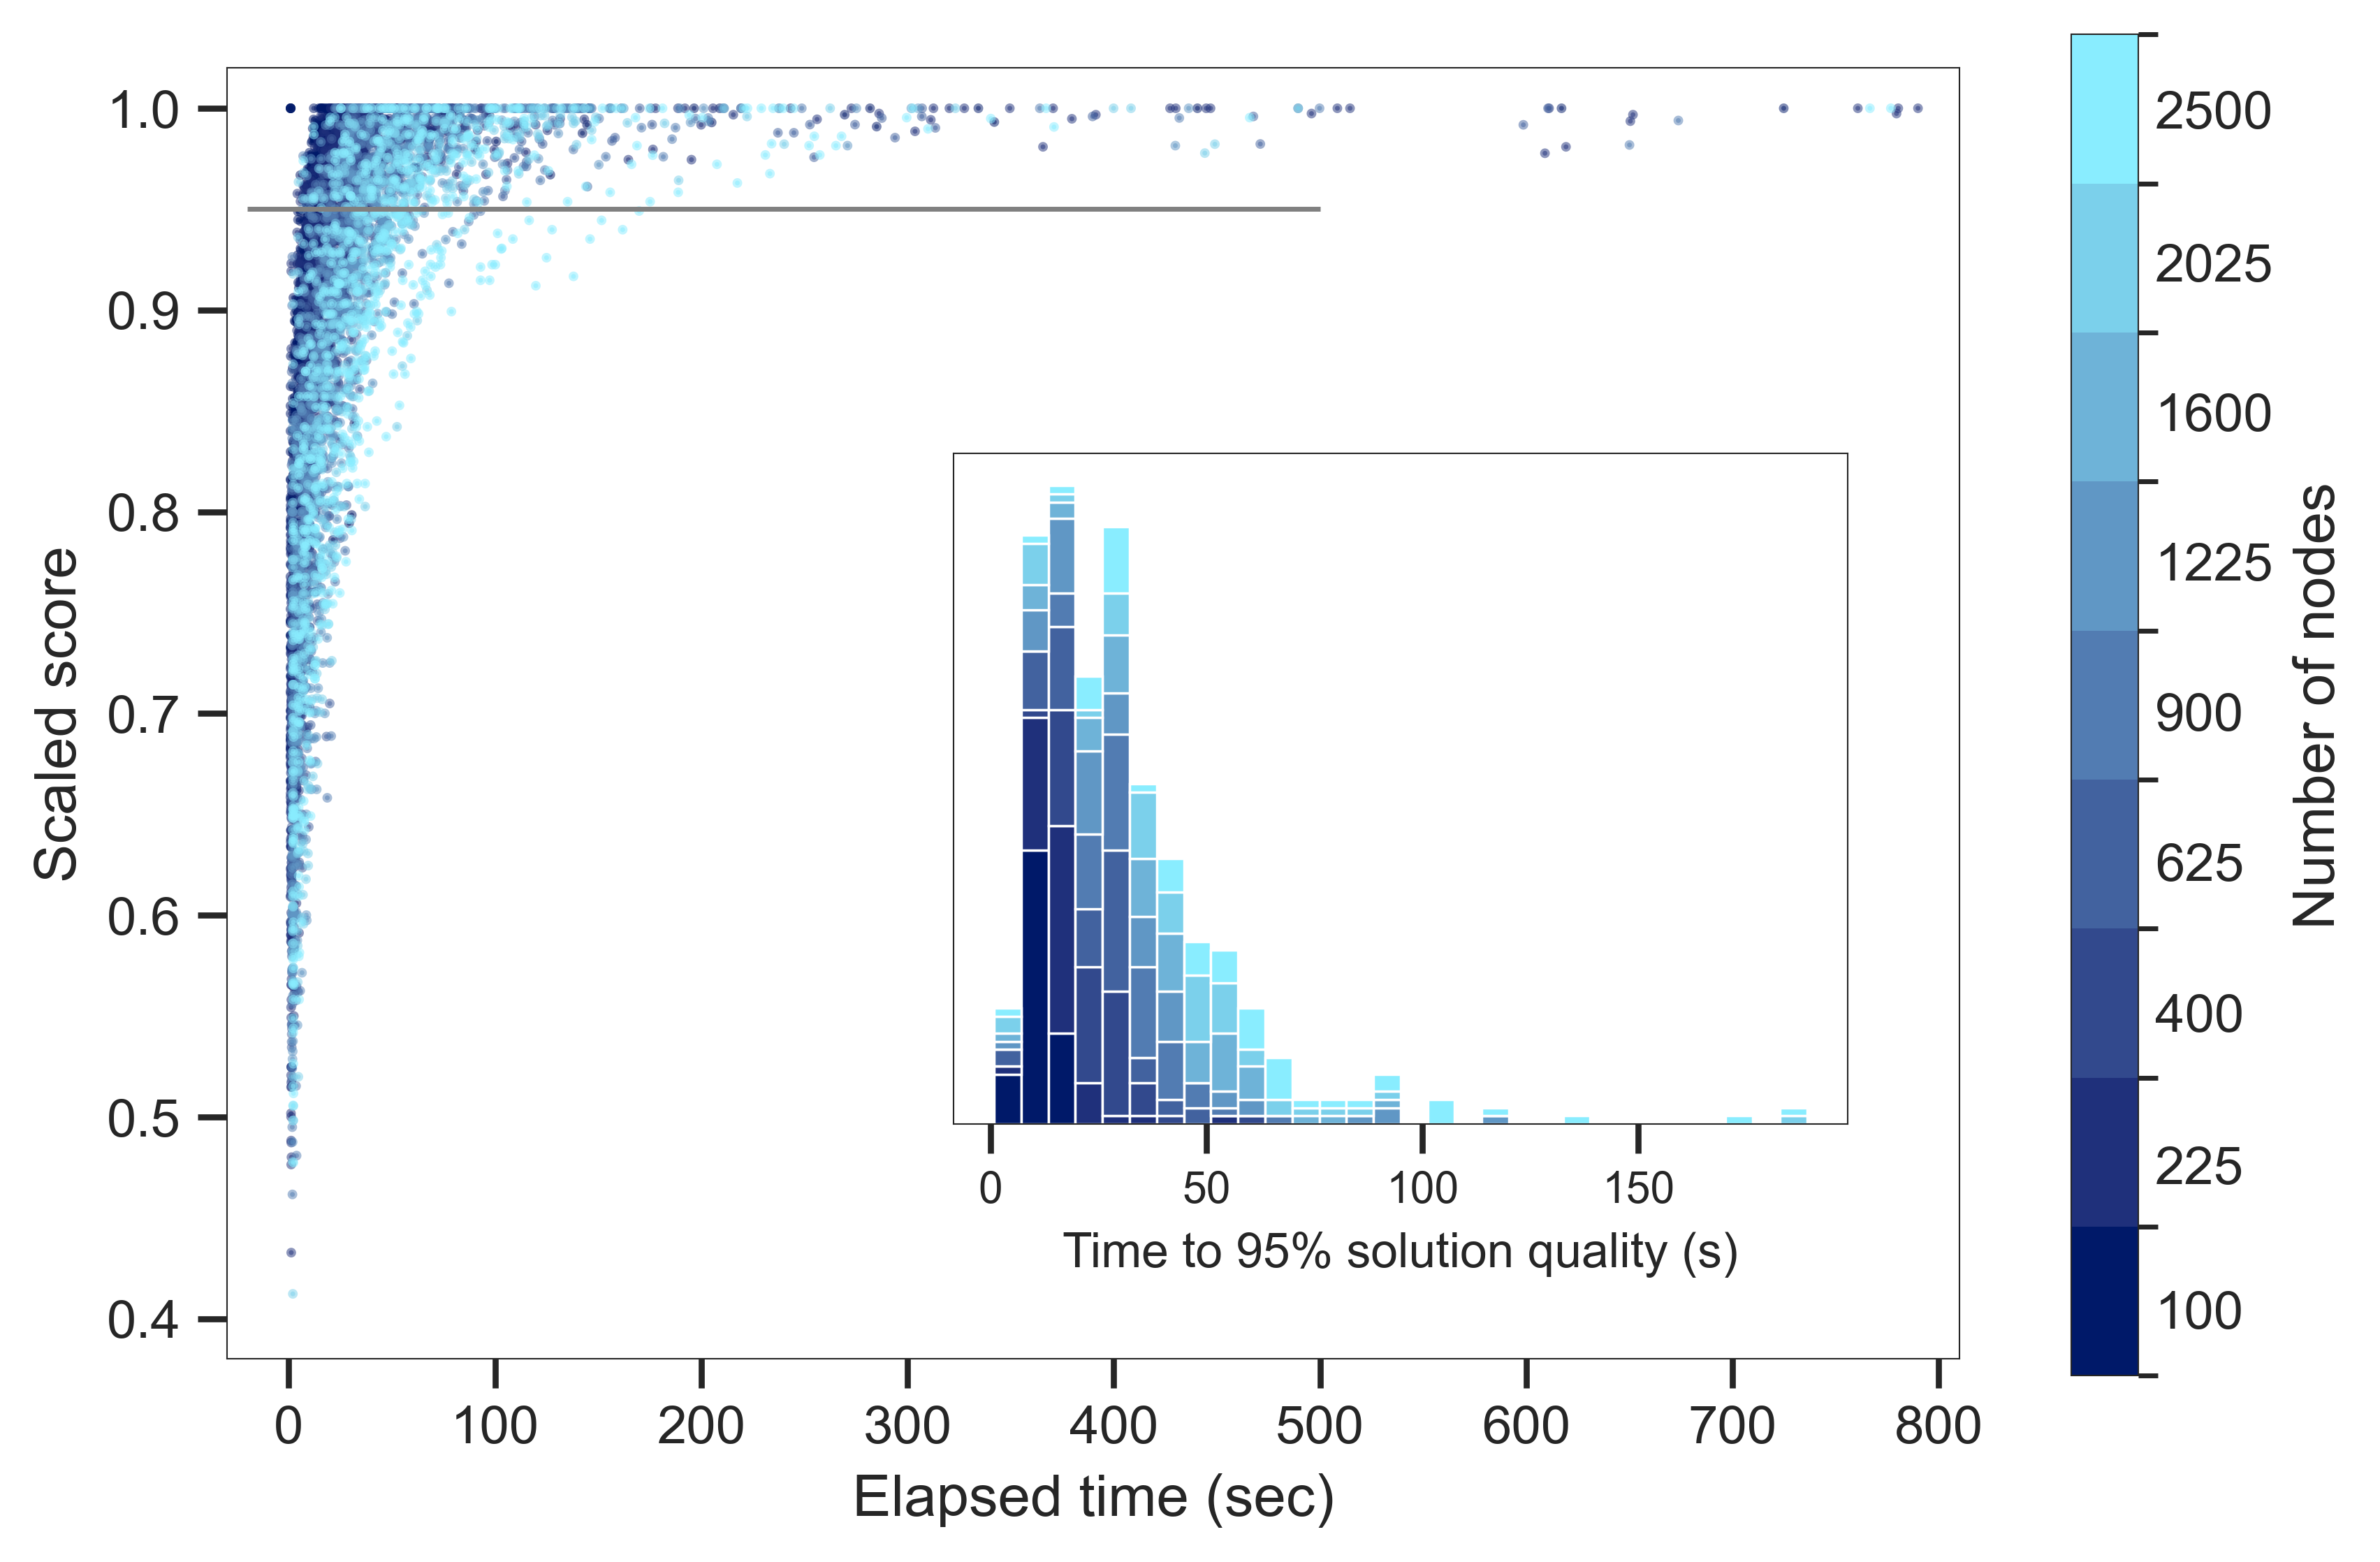 Scaled score
1.0
0.9
0.8
0.7
0.6
0.5
0.4
0 100 200 300 400 500 600 700 800
Elapsed time (sec)
0 50 100 150
Time to 95% solution quality (s)
2500
2025
1600
1225
900
625
400
225
100
Number of nodes